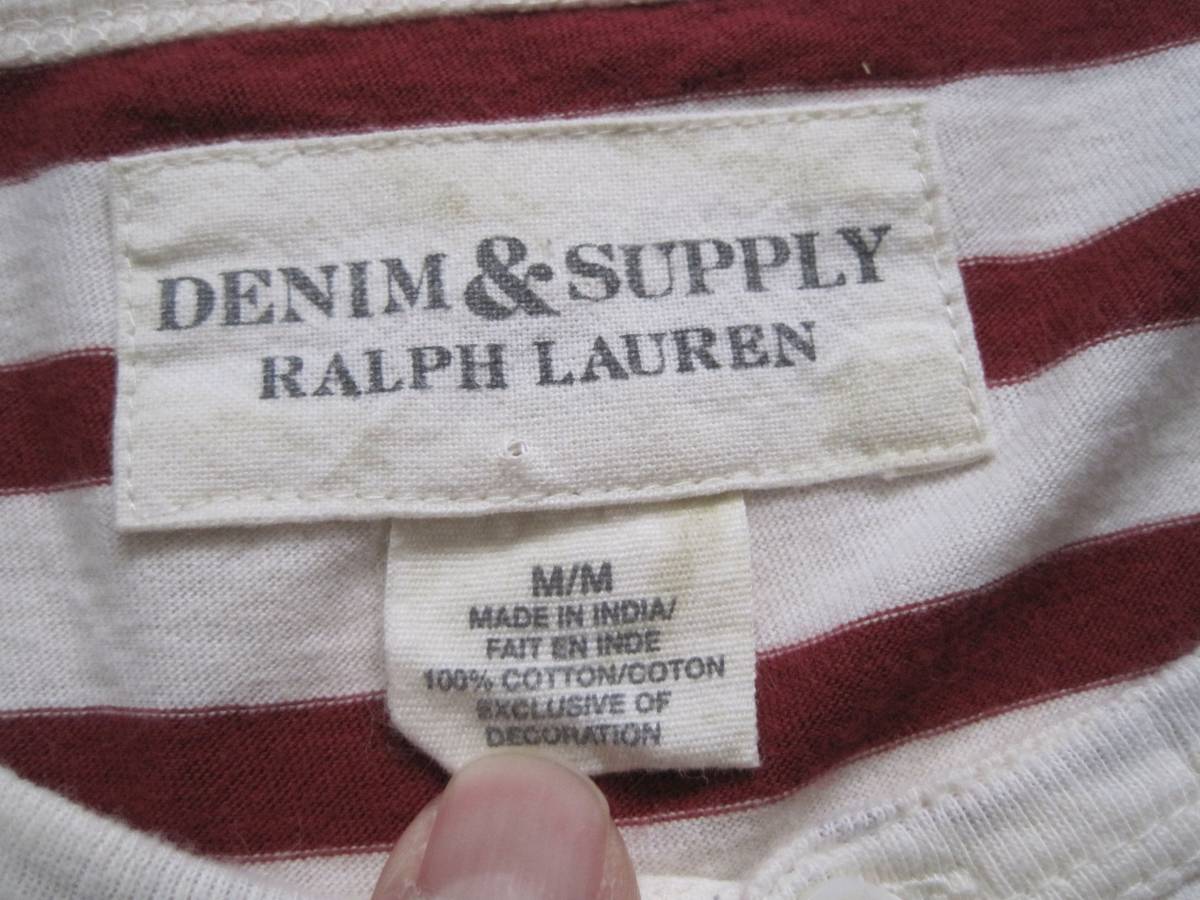 DENIM & SUPPLY
RALPH LAUREN
M/M
MADE IN INDIA/
FAIT EN INDE
100% COTTON/COTON
EXCLUSIVE OF
DECORATION